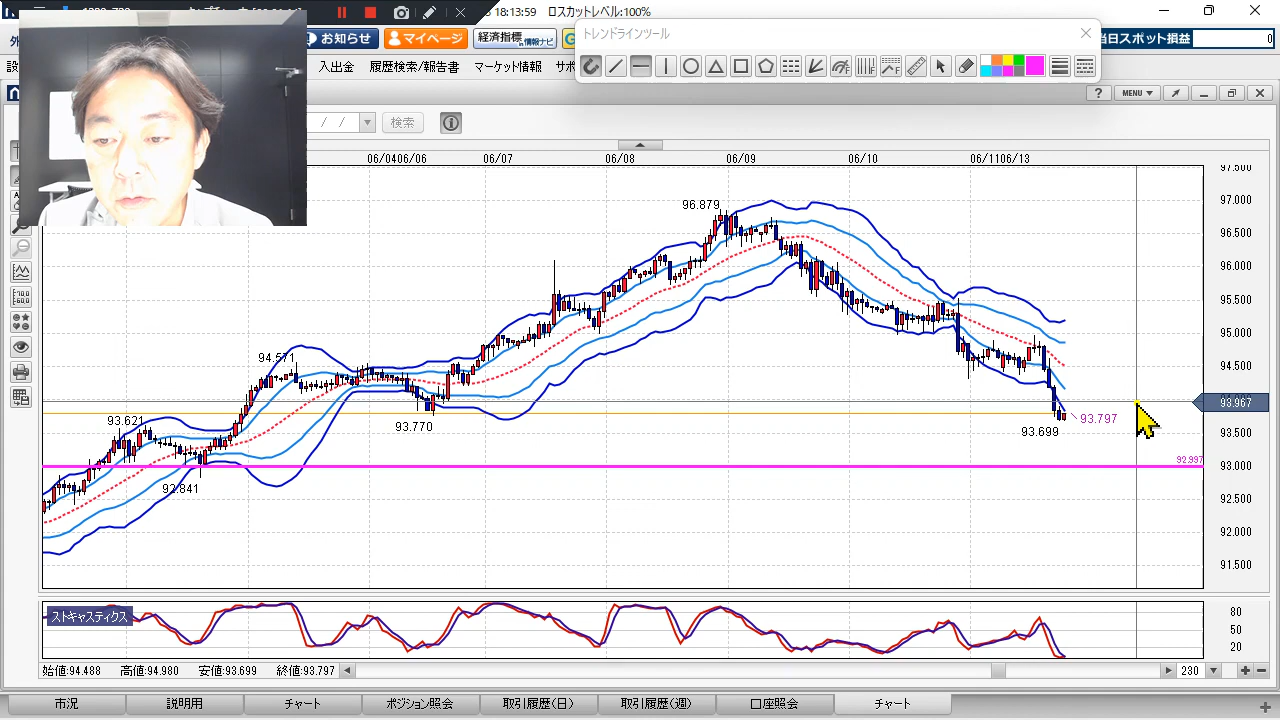 18:13:59 ロスカットレベル:100%
お知らせ
マイページ
経済指標
情報ナビ
トレンドラインツール
当日スポット損益
0
入出金
履歴検索/報告書
マーケット情報
/ /
検索
?
MENU
06/04 06/06 06/07 06/08 06/09 06/10 06/11 06/13
97.500
97.000
96.500
96.000
95.500
95.000
94.500
93.967
93.500
93.000
92.500
92.000
91.500
96.879
94.571
93.621
93.770
92.841
93.797
93.699
92.997
ストキャスティクス
80
50
20
始値:94.488 高値:94.980 安値:93.699 終値:93.797
230
市況
説明用
チャート
ポジション照会
取引履歴(日)
取引履歴(週)
口座照会
チャート